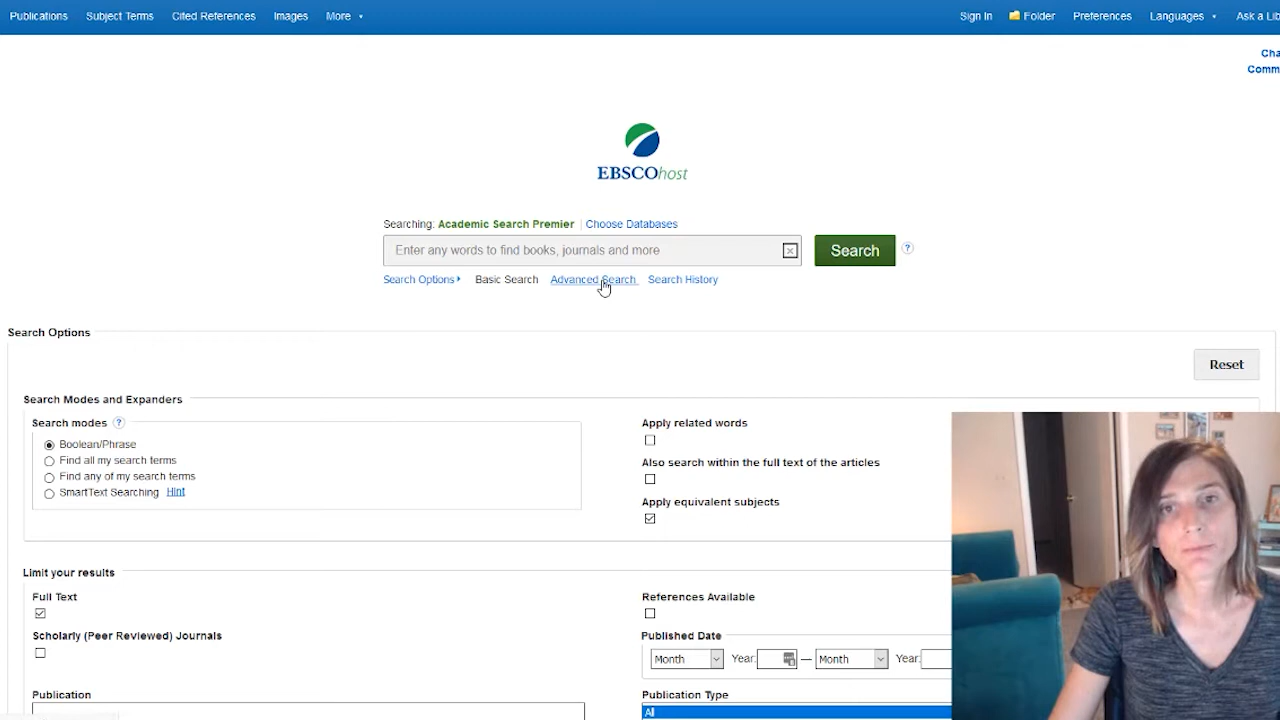 Publications Subject Terms Cited References Images More Sign In Folder Preferences Languages Ask a Lib
Cha
Comm
EBSCOhost
Searching: Academic Search Premier Choose Databases
Enter any words to find books, journals and more Search ?
Search Options Basic Search Advanced Search Search History
Search Options
Reset
Search Modes and Expanders
Search modes ?
Boolean/Phrase
Find all my search terms
Find any of my search terms
SmartText Searching Hint
Apply related words
Also search within the full text of the articles
Apply equivalent subjects
Limit your results
Full Text
Scholarly (Peer Reviewed) Journals
Publication
References Available
Published Date
Month Year: — Month Year:
Publication Type
All